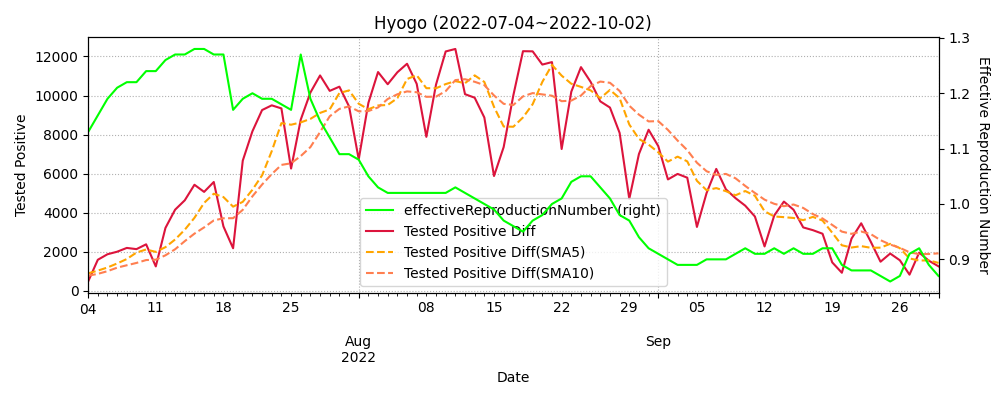 Hyogo (2022-07-04~2022-10-02)
12000
10000
8000
6000
4000
2000
0
Tested Positive
1.3
1.2
1.1
1.0
0.9
Effective Reproduction Number
effectiveReproductionNumber (right)
Tested Positive Diff
Tested Positive Diff(SMA5)
Tested Positive Diff(SMA10)
04 11 18 25 08 15 22 29 05 12 19 26
Aug Sep
2022
Date